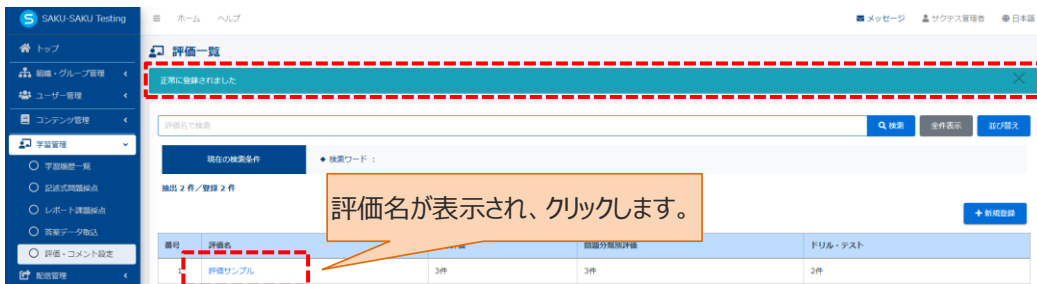 SAKU-SAKU Testing
ホーム ヘルプ
メッセージ サクテス管理者 日本語
トップ
評価一覧
組織・グループ管理
正常に登録されました
ユーザー管理
コンテンツ管理
評価名で検索
検索 全件表示 並び替え
学習管理
学習履歴一覧
現在の検索条件 ◆ 検索ワード :
記述式問題採点
抽出 2 件／登録 2 件
レポート課題採点
評価名が表示され、クリックします。
+ 新規登録
答案データ取込
評価・コメント設定
番号 評価名 問題分類別評価 ドリル・テスト
配信管理
1 評価サンプル 3件 3件 2件